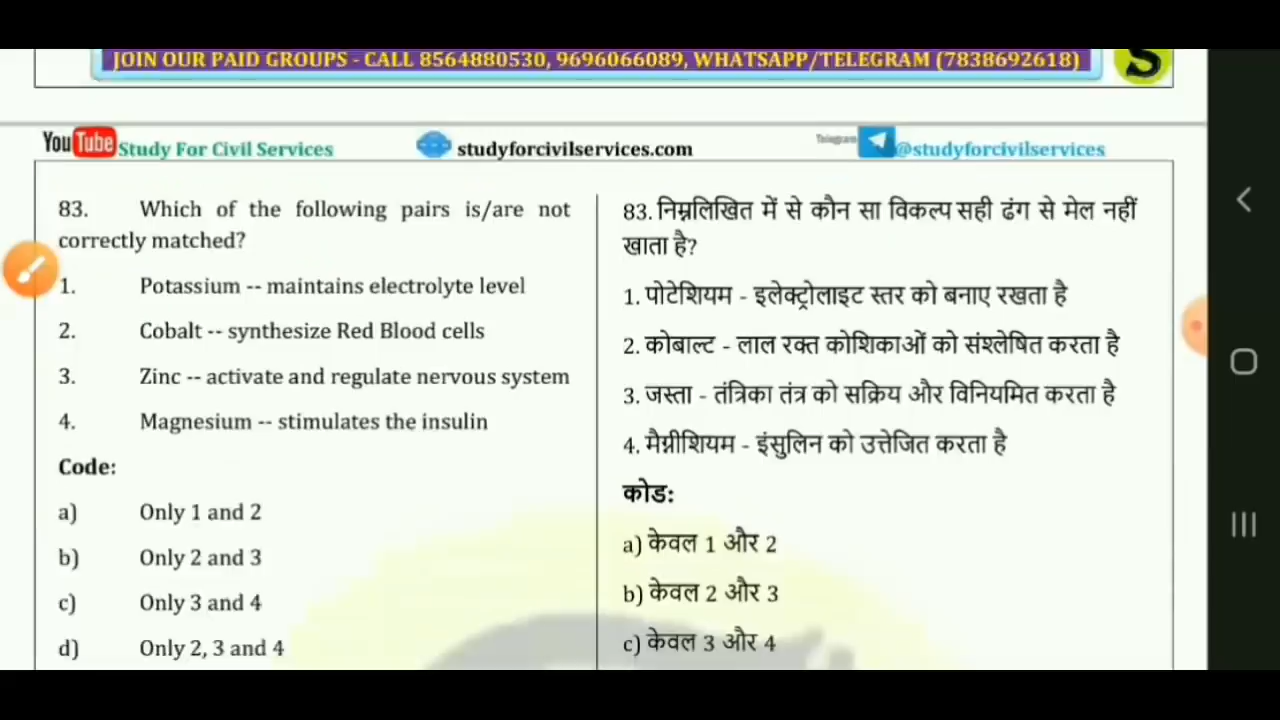 JOIN OUR PAID GROUPS - CALL 8564880530, 9696066089, WHATSAPP/TELEGRAM (7838692618)
S
YouTube Study For Civil Services
studyforcivilservices.com
Telegram @studyforcivilservices
83. Which of the following pairs is/are not
correctly matched?
1. Potassium -- maintains electrolyte level
2. Cobalt -- synthesize Red Blood cells
3. Zinc -- activate and regulate nervous system
4. Magnesium -- stimulates the insulin
Code:
a) Only 1 and 2
b) Only 2 and 3
c) Only 3 and 4
d) Only 2, 3 and 4
83. निम्नलिखित में से कौन सा विकल्प सही ढंग से मेल नहीं
खाता है?
1. पोटेशियम - इलेक्ट्रोलाइट स्तर को बनाए रखता है
2. कोबाल्ट - लाल रक्त कोशिकाओं को संश्लेषित करता है
3. जस्ता - तंत्रिका तंत्र को सक्रिय और विनियमित करता है
4. मैग्नीशियम - इंसुलिन को उत्तेजित करता है
कोड:
a) केवल 1 और 2
b) केवल 2 और 3
c) केवल 3 और 4